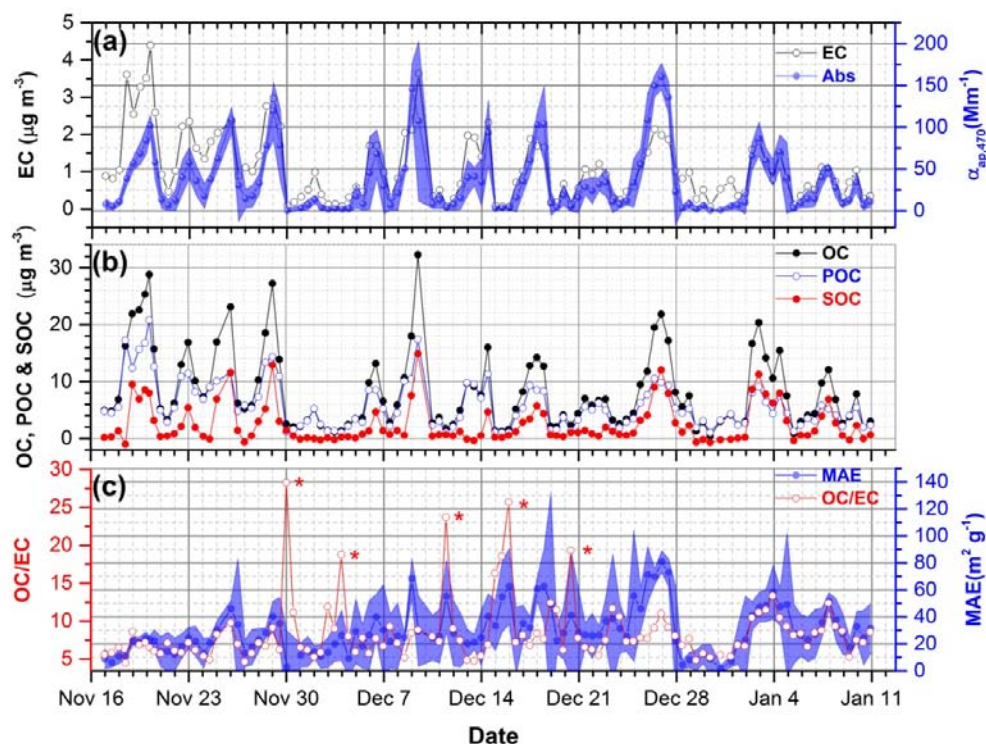 (a)
EC
Abs
EC (μg m-3)
5
4
3
2
1
0
αap,470(Mm-1)
200
150
100
50
0
(b)
OC
POC
SOC
OC, POC & SOC (μg m-3)
30
20
10
0
(c)
MAE
OC/EC
OC/EC
30
25
20
15
10
5
* * * * *
MAE(m2 g-1)
140
120
100
80
60
40
20
0
Nov 16 Nov 23 Nov 30 Dec 7 Dec 14 Dec 21 Dec 28 Jan 4 Jan 11
Date